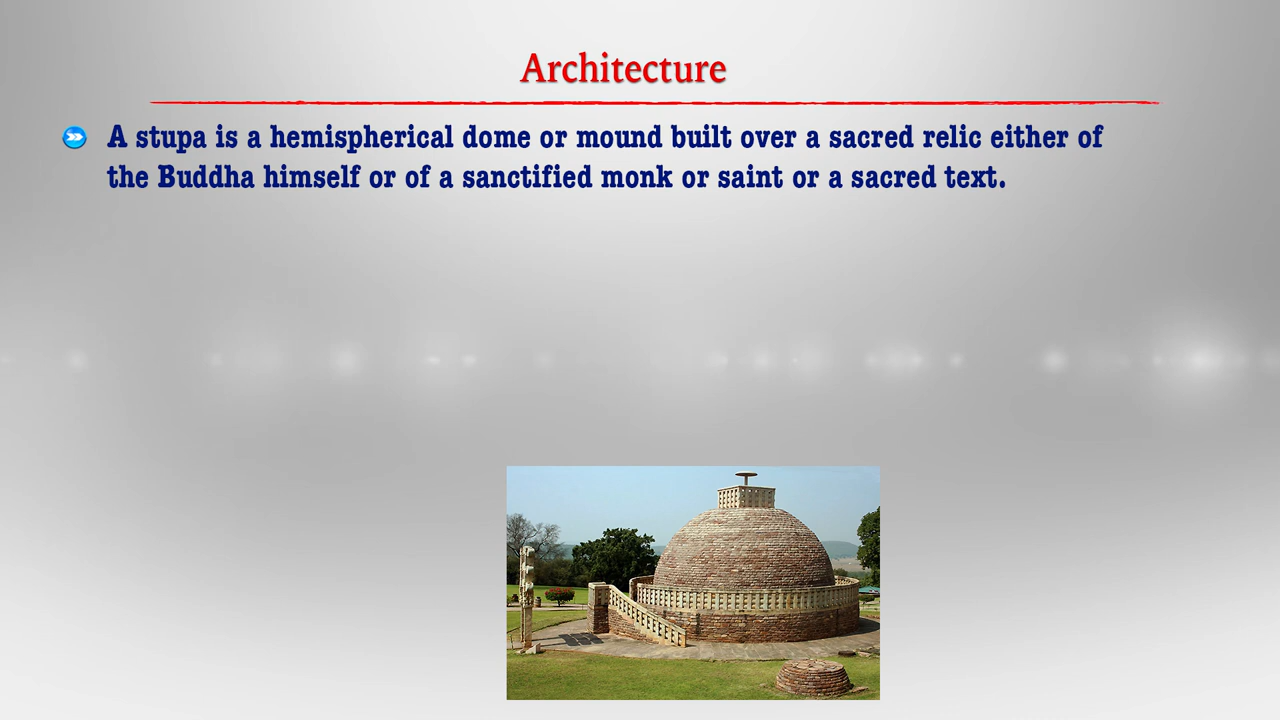 Architecture
A stupa is a hemispherical dome or mound built over a sacred relic either of
the Buddha himself or of a sanctified monk or saint or a sacred text.